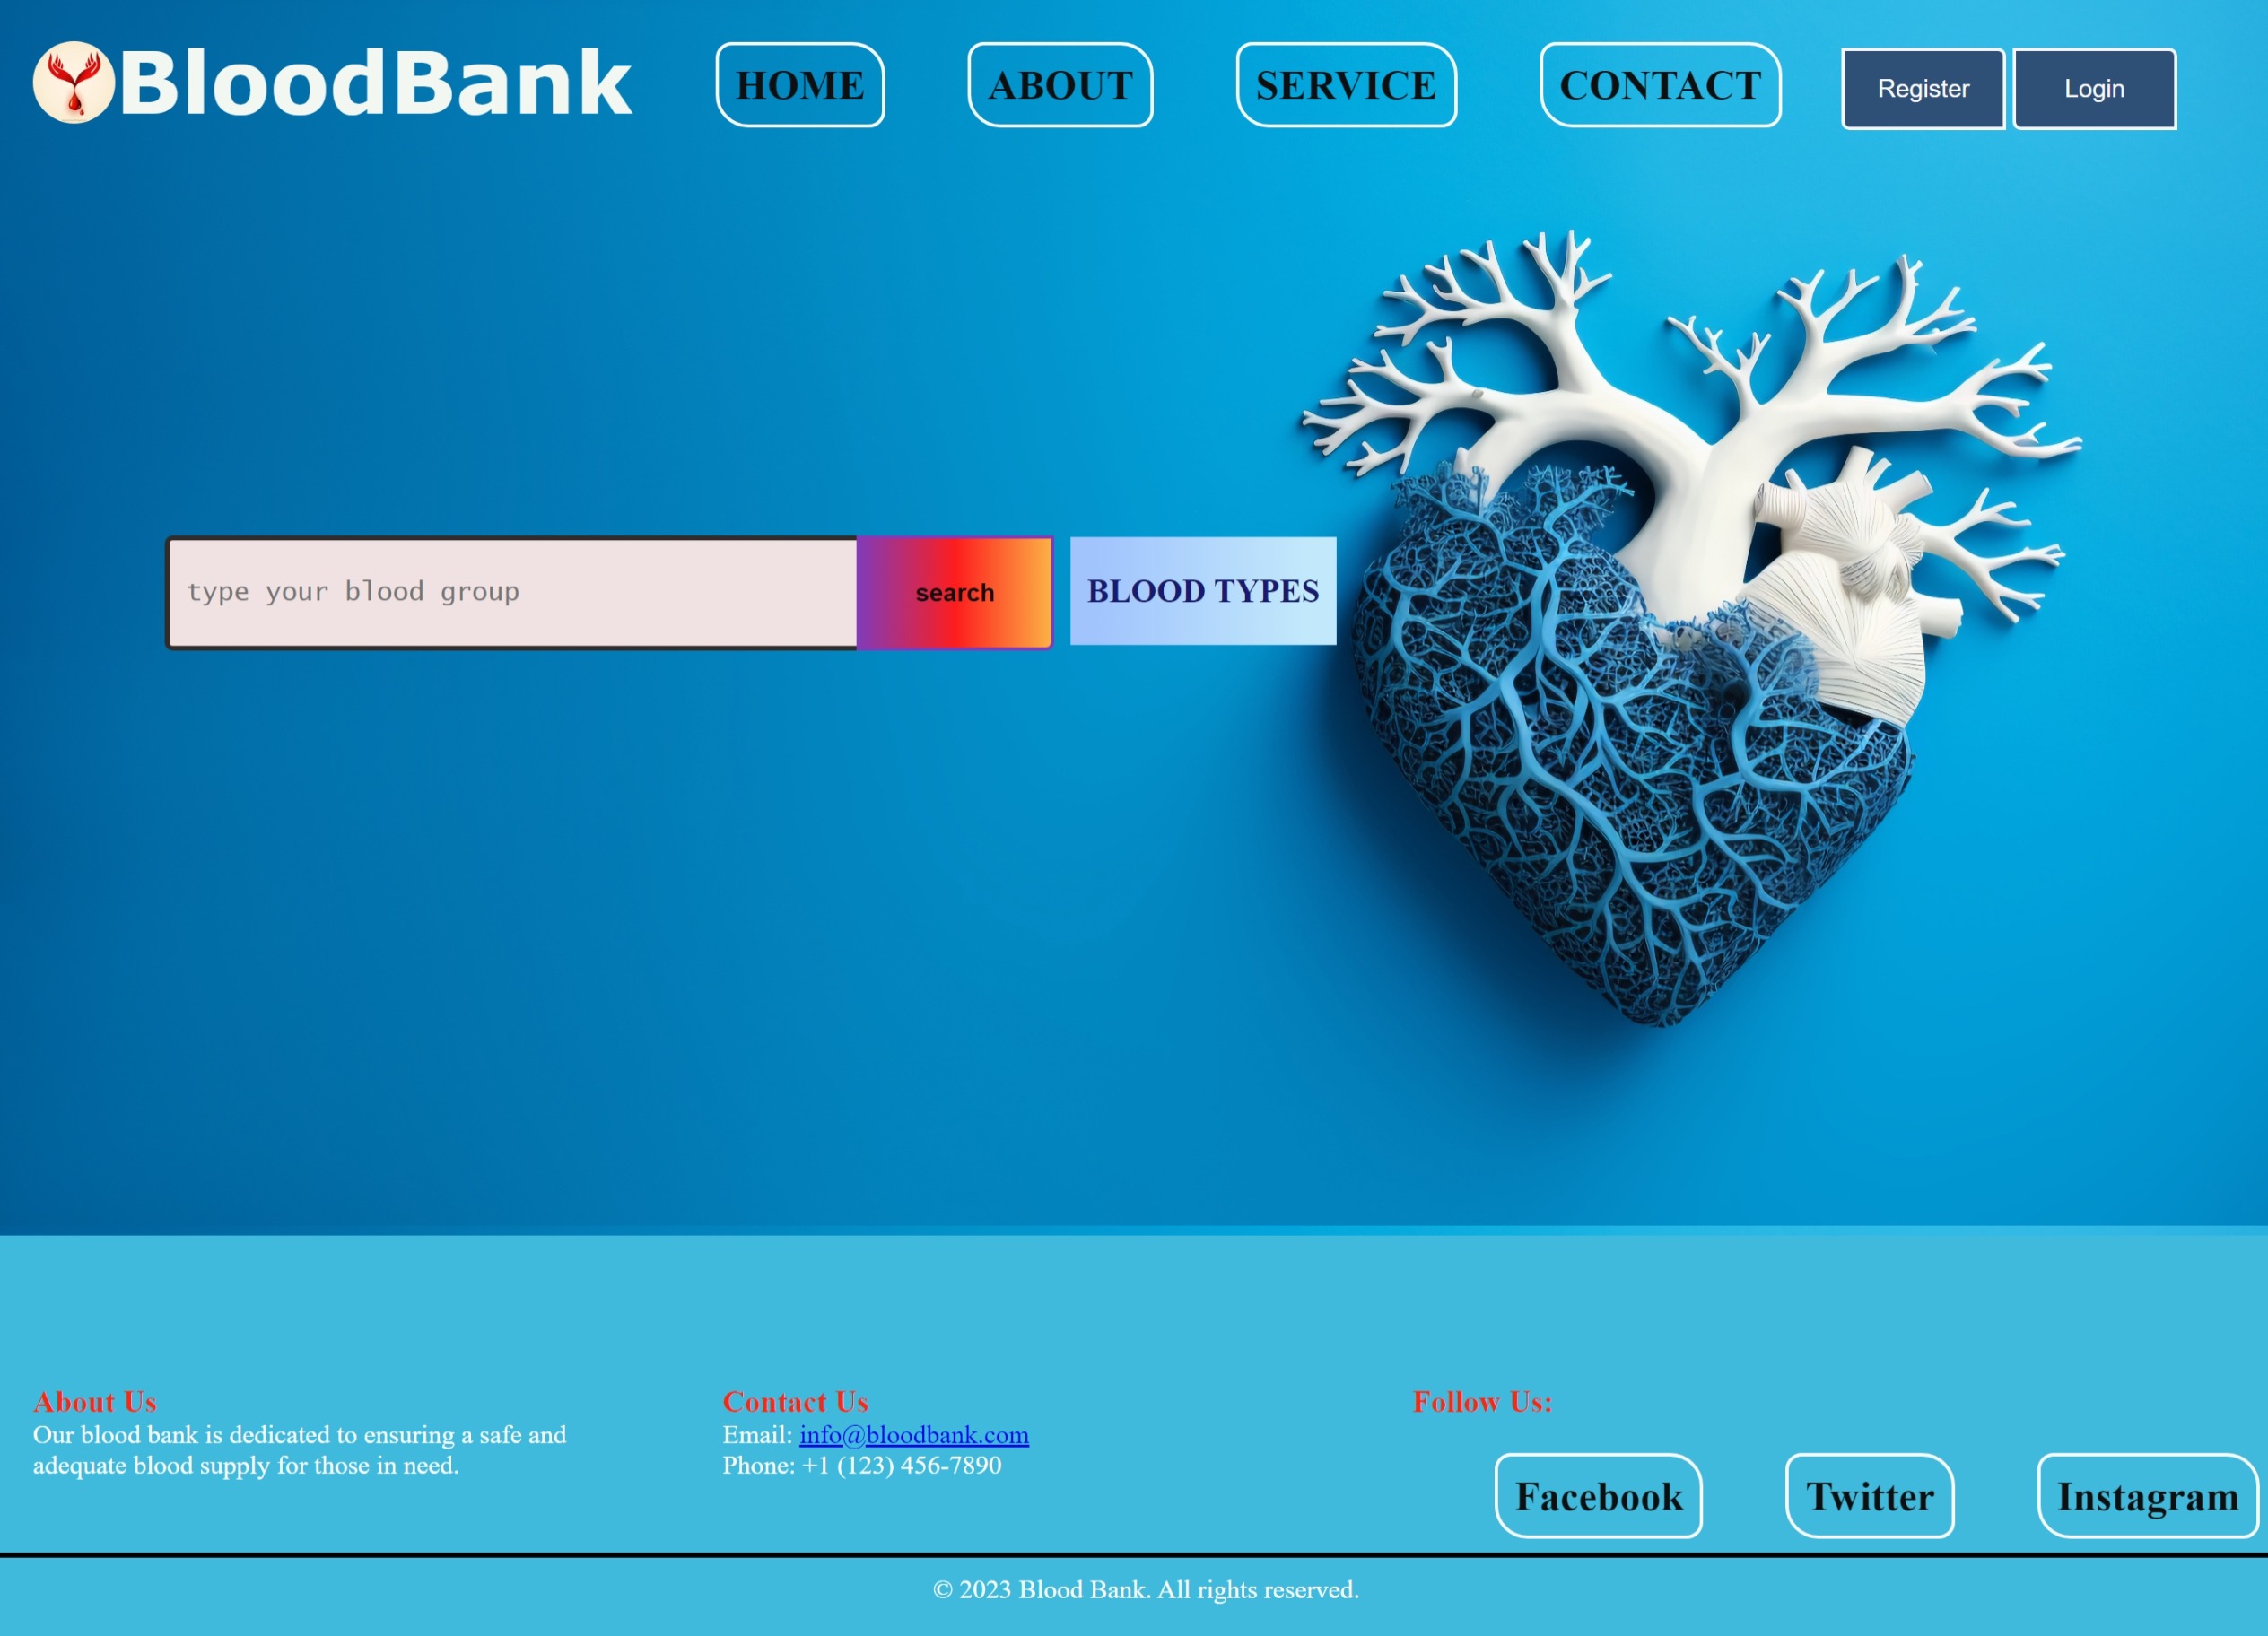 BloodBank
HOME
ABOUT
SERVICE
CONTACT
Register
Login
type your blood group
search
BLOOD TYPES
About Us
Our blood bank is dedicated to ensuring a safe and
adequate blood supply for those in need.
Contact Us
Email: info@bloodbank.com
Phone: +1 (123) 456-7890
Follow Us:
Facebook
Twitter
Instagram
© 2023 Blood Bank. All rights reserved.